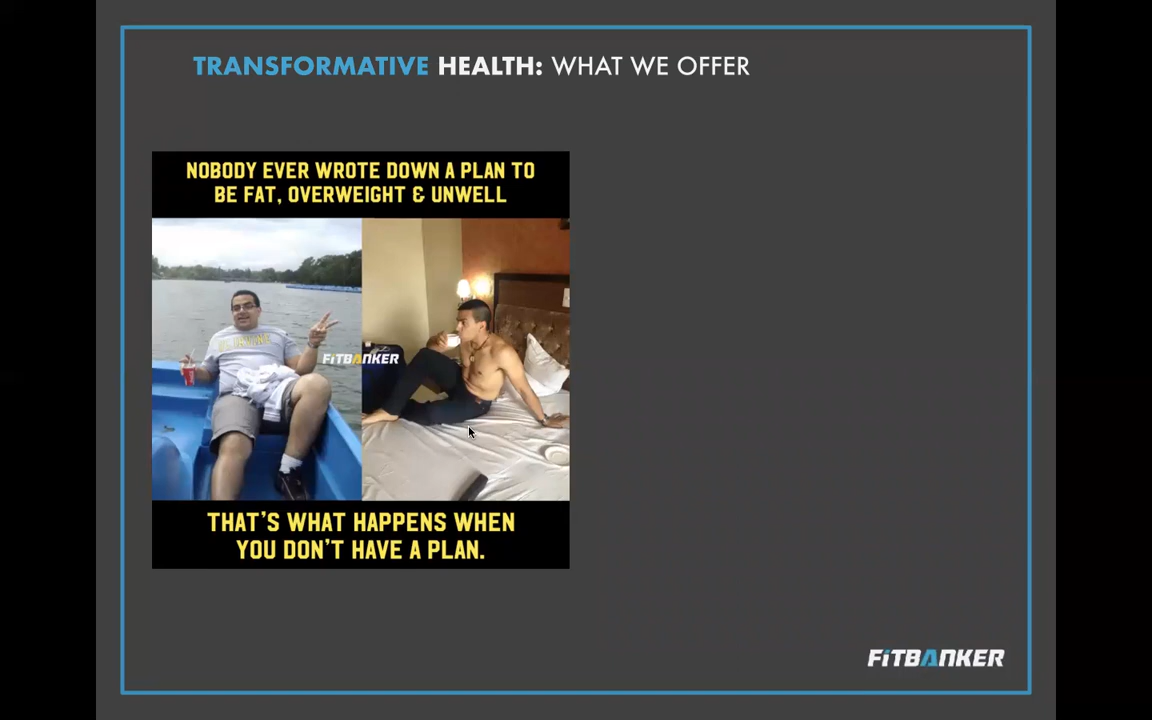 TRANSFORMATIVE HEALTH: WHAT WE OFFER
NOBODY EVER WROTE DOWN A PLAN TO
BE FAT, OVERWEIGHT & UNWELL
FiTBANKER
THAT'S WHAT HAPPENS WHEN
YOU DON'T HAVE A PLAN.
FiTBANKER